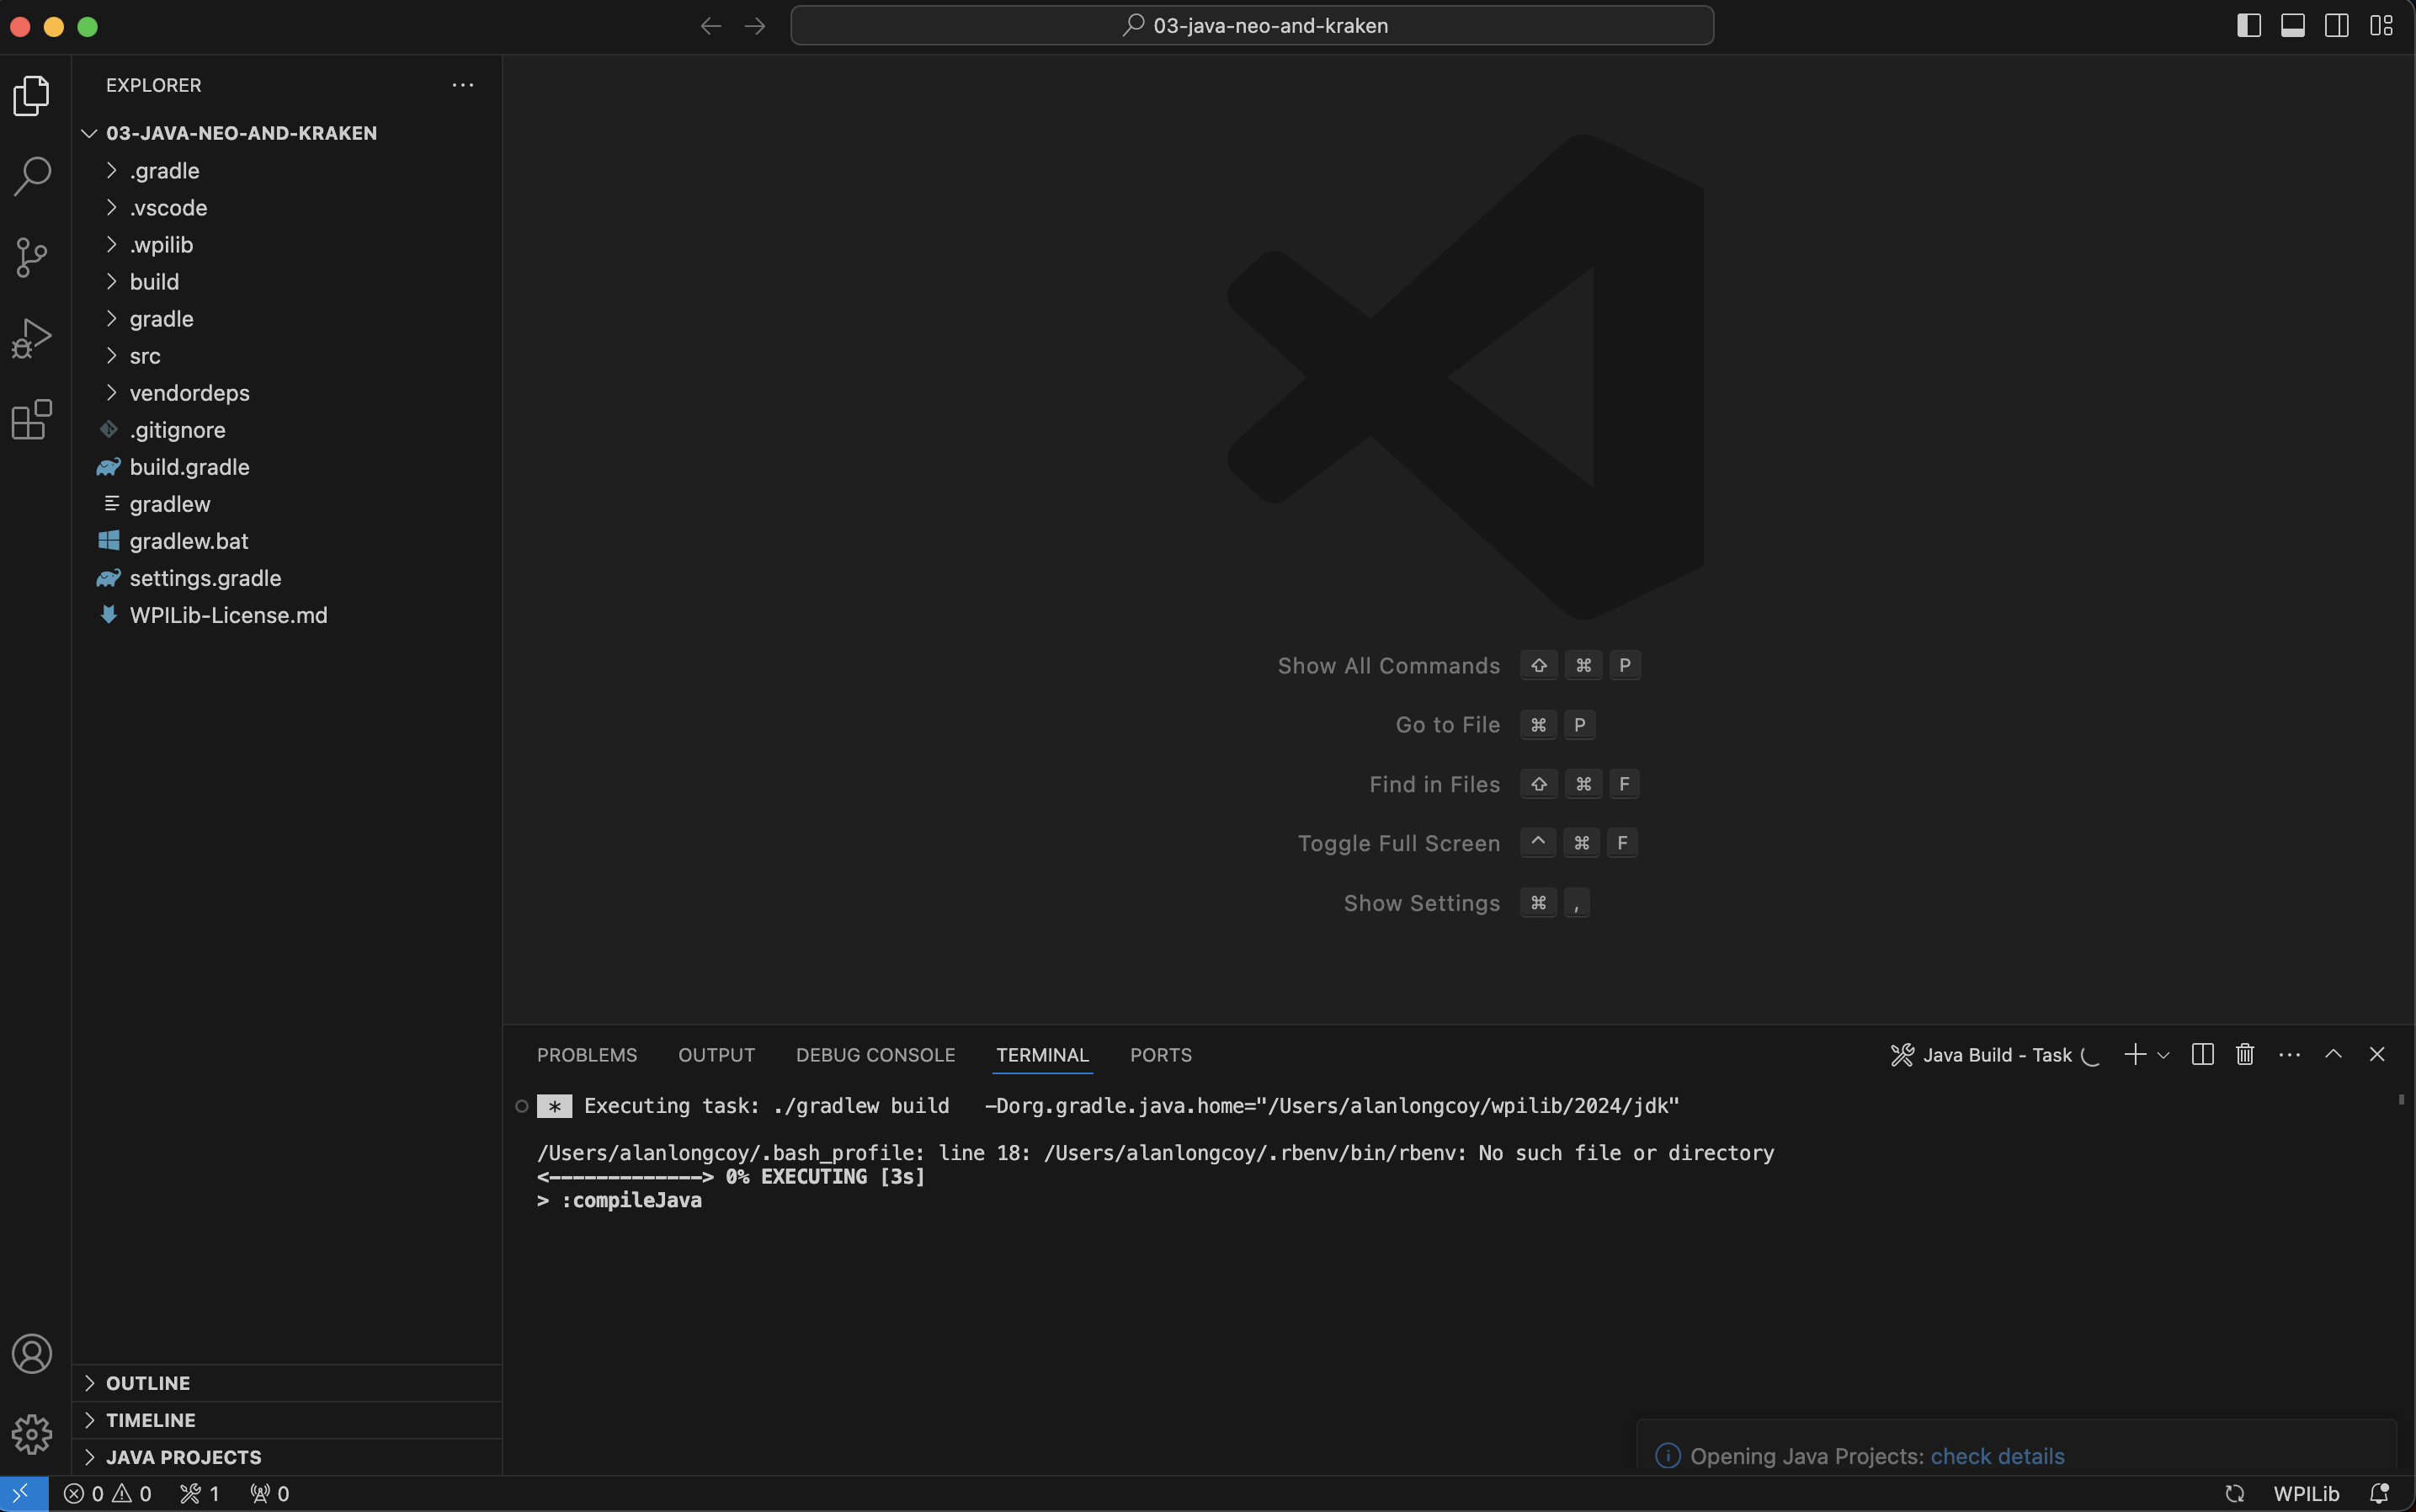 03-java-neo-and-kraken
EXPLORER
03-JAVA-NEO-AND-KRAKEN
.gradle
.vscode
.wpilib
build
gradle
src
vendordeps
.gitignore
build.gradle
gradlew
gradlew.bat
settings.gradle
WPILib-License.md
Show All Commands ⇧ ⌘ P
Go to File ⌘ P
Find in Files ⇧ ⌘ F
Toggle Full Screen ^ ⌘ F
Show Settings ⌘ ,
PROBLEMS OUTPUT DEBUG CONSOLE TERMINAL PORTS Java Build - Task
* Executing task: ./gradlew build   -Dorg.gradle.java.home="/Users/alanlongcoy/wpilib/2024/jdk"
/Users/alanlongcoy/.bash_profile: line 18: /Users/alanlongcoy/.rbenv/bin/rbenv: No such file or directory
<-------------> 0% EXECUTING [3s]
> :compileJava
OUTLINE
TIMELINE
JAVA PROJECTS
Opening Java Projects: check details
0 0 1 0 WPILib